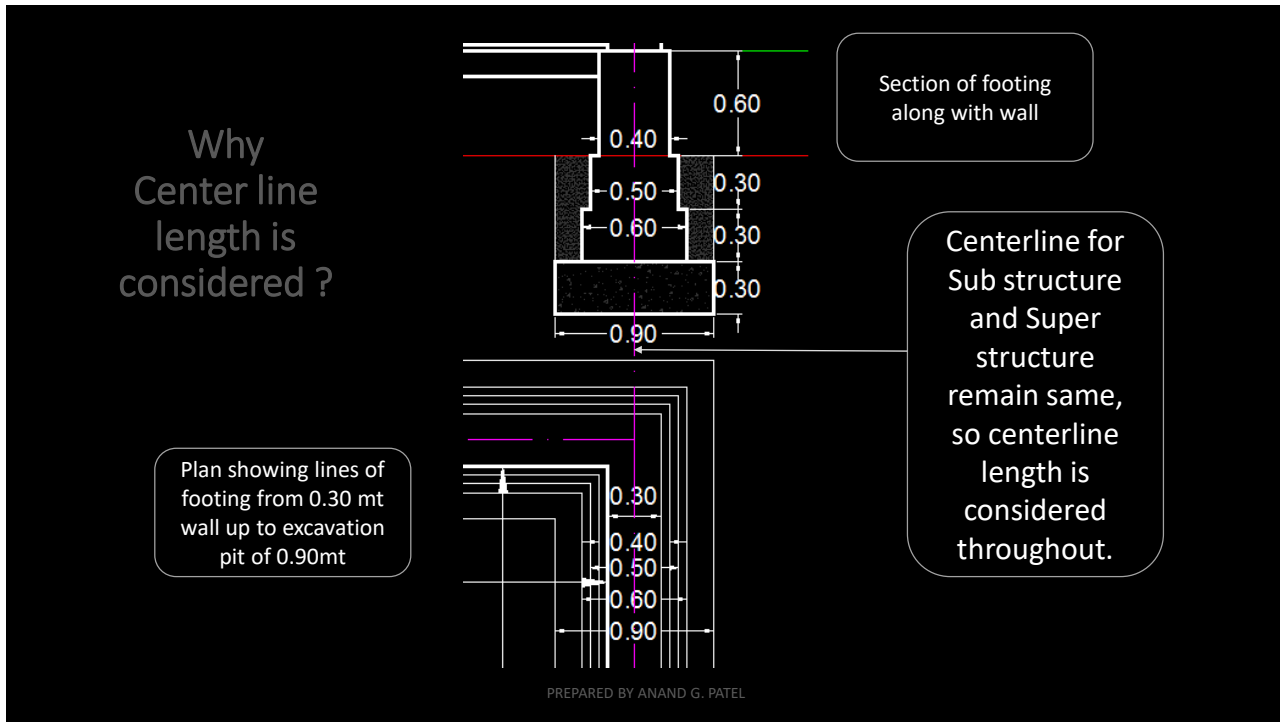 Why
Center line
length is
considered ?
0.60
0.40
0.50
0.30
0.60
0.30
0.30
0.90
Section of footing
along with wall
Centerline for
Sub structure
and Super
structure
remain same,
so centerline
length is
considered
throughout.
Plan showing lines of
footing from 0.30 mt
wall up to excavation
pit of 0.90mt
0.30
0.40
0.50
0.60
0.90
PREPARED BY ANAND G. PATEL